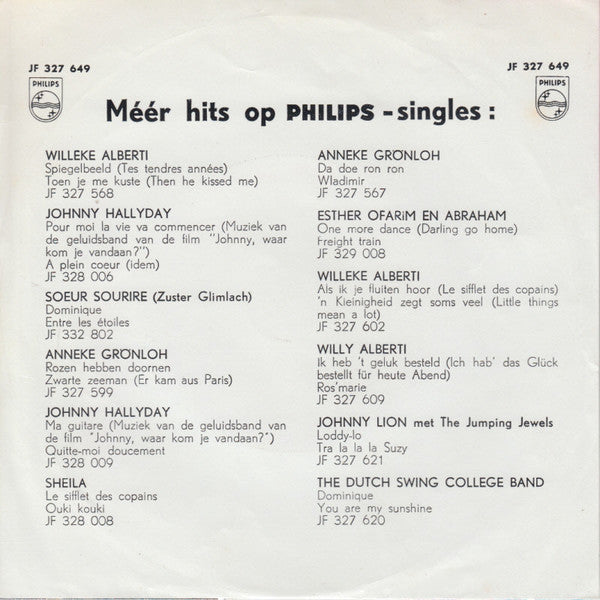 JF 327 649
JF 327 649
PHILIPS
PHILIPS
Méér hits op PHILIPS - singles :
WILLEKE ALBERTI
Spiegelbeeld (Tes tendres années)
Toen je me kuste (Then he kissed me)
JF 327 568
JOHNNY HALLYDAY
Pour moi la vie va commencer (Muziek van
de geluidsband van de film "Johnny, waar
kom je vandaan?")
A plein coeur (idem)
JF 328 006
SOEUR SOURIRE (Zuster Glimlach)
Dominique
Entre les étoiles
JF 332 802
ANNEKE GRÖNLOH
Rozen hebben doornen
Zwarte zeeman (Er kam aus Paris)
JF 327 599
JOHNNY HALLYDAY
Ma guitare (Muziek van de geluidsband van
de film "Johnny, waar kom je vandaan?")
Quitte-moi doucement
JF 328 009
SHEILA
Le sifflet des copains
Ouki kouki
JF 328 008
ANNEKE GRÖNLOH
Da doe ron ron
Wladimir
JF 327 567
ESTHER OFARiM EN ABRAHAM
One more dance (Darling go home)
Freight train
JF 329 008
WILLEKE ALBERTI
Als ik je fluiten hoor (Le sifflet des copains)
'n Kieinigheid zegt soms veel (Little things
mean a lot)
JF 327 602
WILLY ALBERTI
Ik heb 't geluk besteld (Ich hab' das Glück
bestellt für heute Abend)
Ros'marie
JF 327 609
JOHNNY LION met The Jumping Jewels
Loddy-lo
Tra la la la Suzy
JF 327 621
THE DUTCH SWING COLLEGE BAND
Dominique
You are my sunshine
JF 327 620